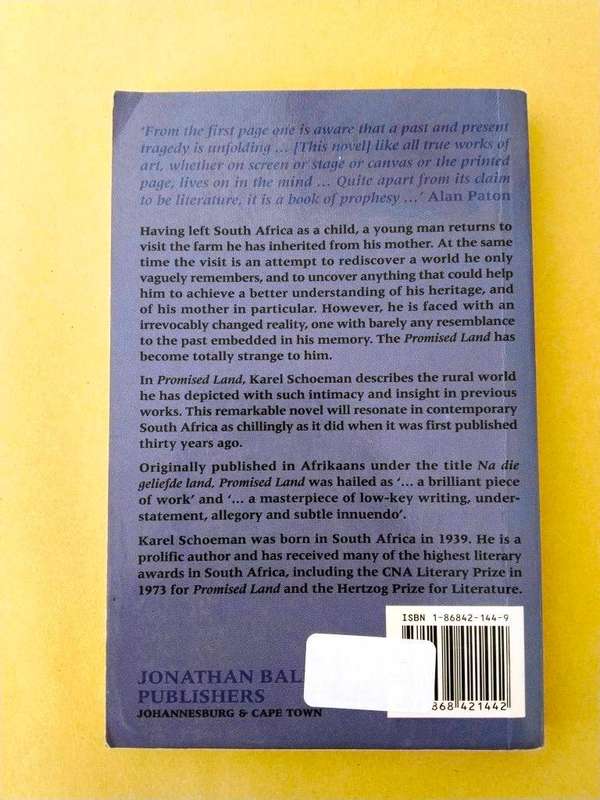 ‘From the first page one is aware that a past and present
tragedy is unfolding … [This novel] like all true works of
art, whether on screen or stage or canvas or the printed
page, lives on in the mind … Quite apart from its claim
to be literature, it is a book of prophesy …’ Alan Paton
Having left South Africa as a child, a young man returns to
visit the farm he has inherited from his mother. At the same
time the visit is an attempt to rediscover a world he only
vaguely remembers, and to uncover anything that could help
him to achieve a better understanding of his heritage, and
of his mother in particular. However, he is faced with an
irrevocably changed reality, one with barely any resemblance
to the past embedded in his memory. The Promised Land has
become totally strange to him.
In Promised Land, Karel Schoeman describes the rural world
he has depicted with such intimacy and insight in previous
works. This remarkable novel will resonate in contemporary
South Africa as chillingly as it did when it was first published
thirty years ago.
Originally published in Afrikaans under the title Na die
geliefde land, Promised Land was hailed as ‘… a brilliant piece
of work’ and ‘… a masterpiece of low-key writing, under-
statement, allegory and subtle innuendo’.
Karel Schoeman was born in South Africa in 1939. He is a
prolific author and has received many of the highest literary
awards in South Africa, including the CNA Literary Prize in
1973 for Promised Land and the Hertzog Prize for Literature.
ISBN 1-86842-144-9
868 421442
JONATHAN BAL
PUBLISHERS
JOHANNESBURG & CAPE TOWN